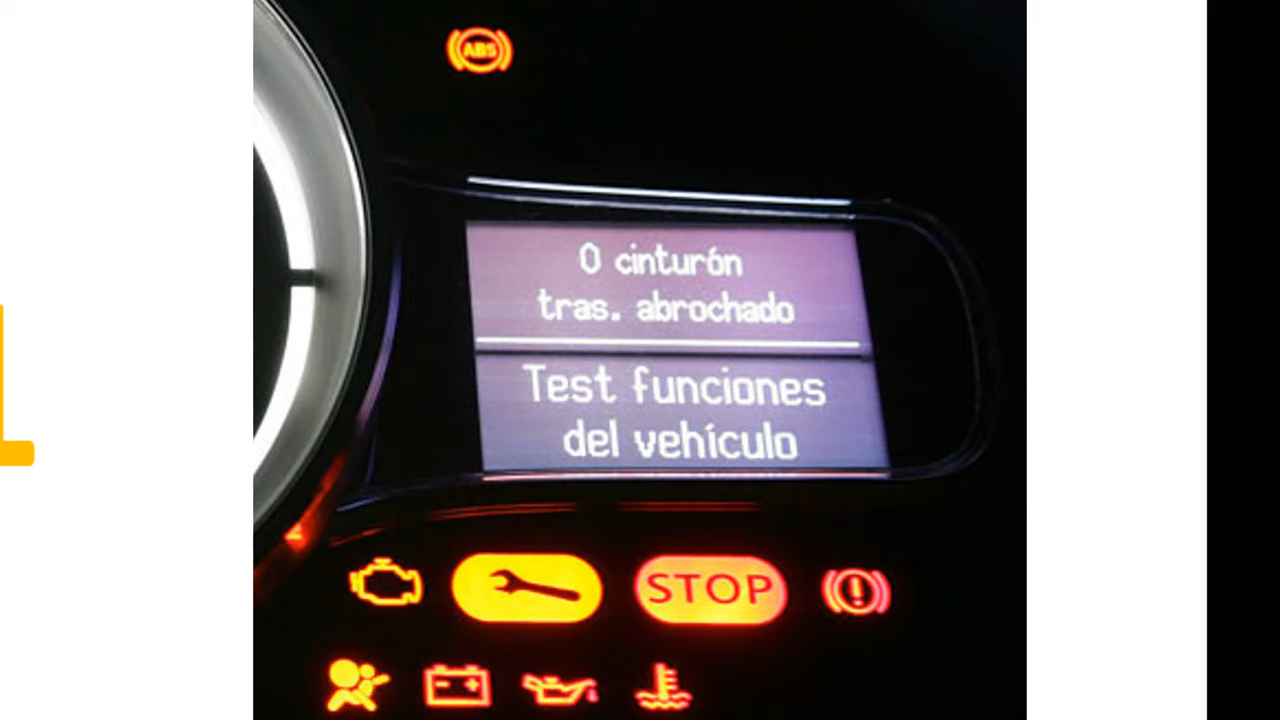 ABS
0 cinturón
tras. abrochado
Test funciones
del vehículo
STOP